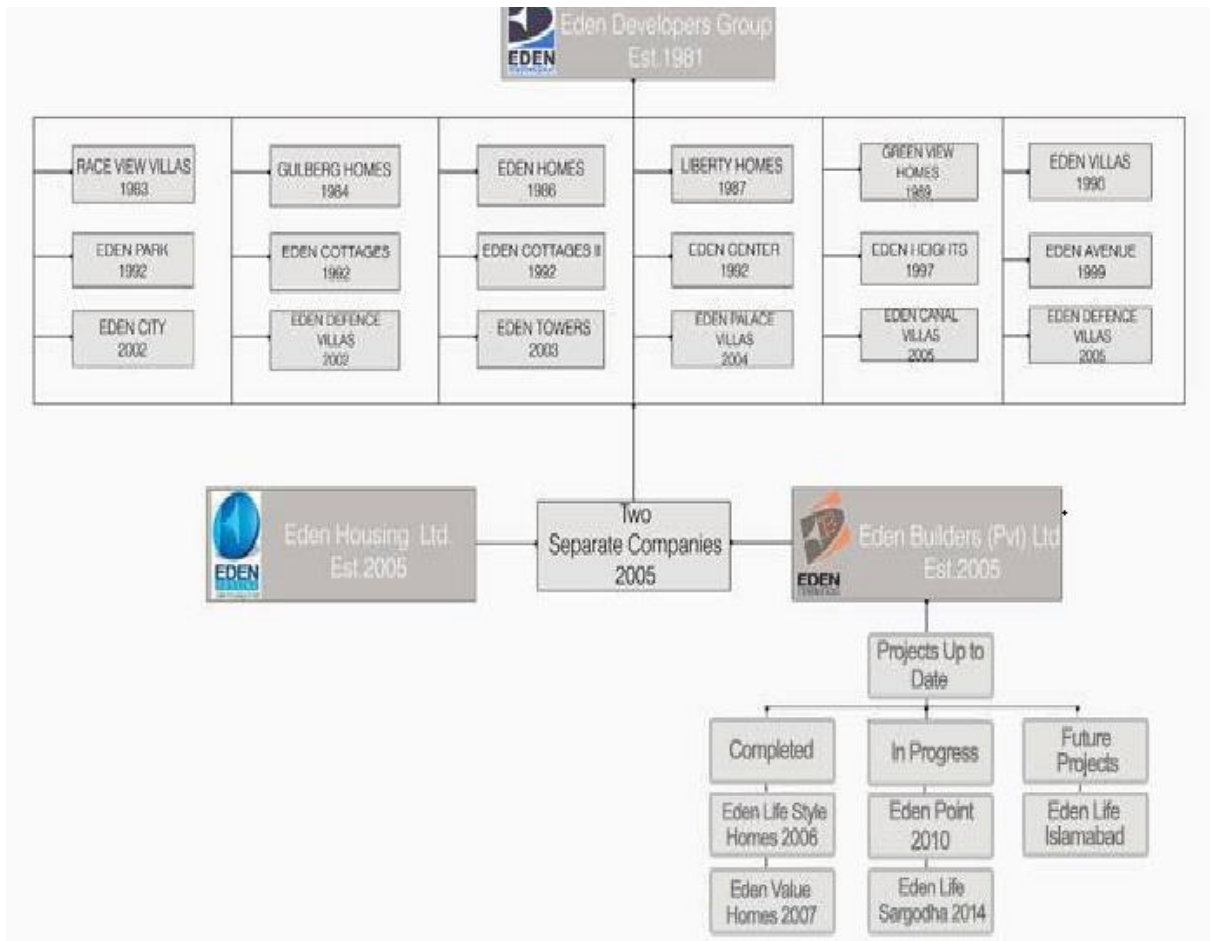 Eden Developers Group
Est.1981
EDEN
RACE VIEW VILLAS
1983
GULBERG HOMES
1984
EDEN HOMES
1986
LIBERTY HOMES
1987
GREEN VIEW
HOMES
1989
EDEN VILLAS
1990
EDEN PARK
1992
EDEN COTTAGES
1992
EDEN COTTAGES II
1992
EDEN CENTER
1992
EDEN HEIGHTS
1997
EDEN AVENUE
1999
EDEN CITY
2002
EDEN DEFENCE
VILLAS
2002
EDEN TOWERS
2003
EDEN PALACE
VILLAS
2004
EDEN CANAL
VILLAS
2005
EDEN DEFENCE
VILLAS
2005
EDEN
Eden Housing Ltd.
Est.2005
Two
Separate Companies
2005
EDEN
Eden Builders (Pvt) Ltd
Est.2005
Projects Up to
Date
Completed
In Progress
Future
Projects
Eden Life Style
Homes 2006
Eden Point
2010
Eden Life
Islamabad
Eden Value
Homes 2007
Eden Life
Sargodha 2014